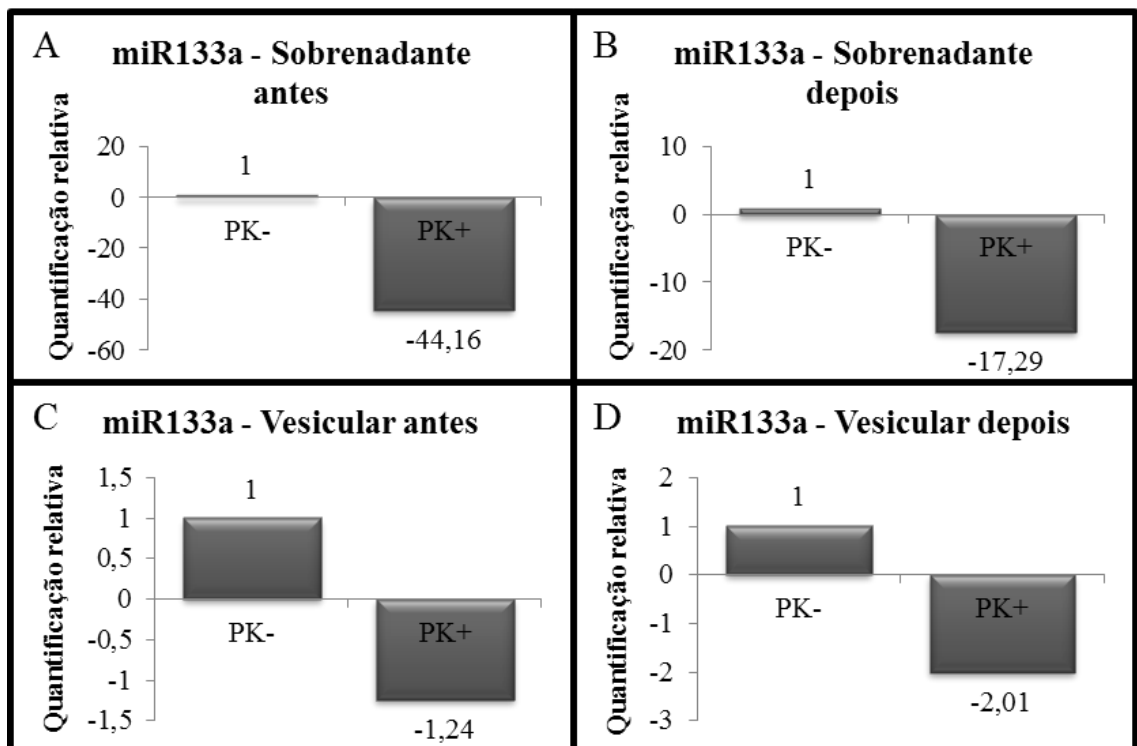 A
miR133a - Sobrenadante
antes
Quantificação relativa
20
0
-20
-40
-60
1
PK-
PK+
-44,16
B
miR133a - Sobrenadante
depois
Quantificação relativa
10
0
-10
-20
1
PK-
PK+
-17,29
C
miR133a - Vesicular antes
Quantificação relativa
1,5
1
0,5
0
-0,5
-1
-1,5
1
PK-
PK+
-1,24
D
miR133a - Vesicular depois
Quantificação relativa
2
1
0
-1
-2
-3
1
PK-
PK+
-2,01